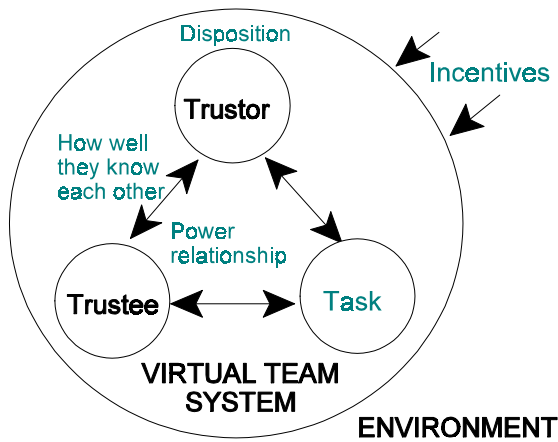 Disposition
Incentives
Trustor
How well
they know
each other
Power
relationship
Trustee
Task
VIRTUAL TEAM
SYSTEM
ENVIRONMENT